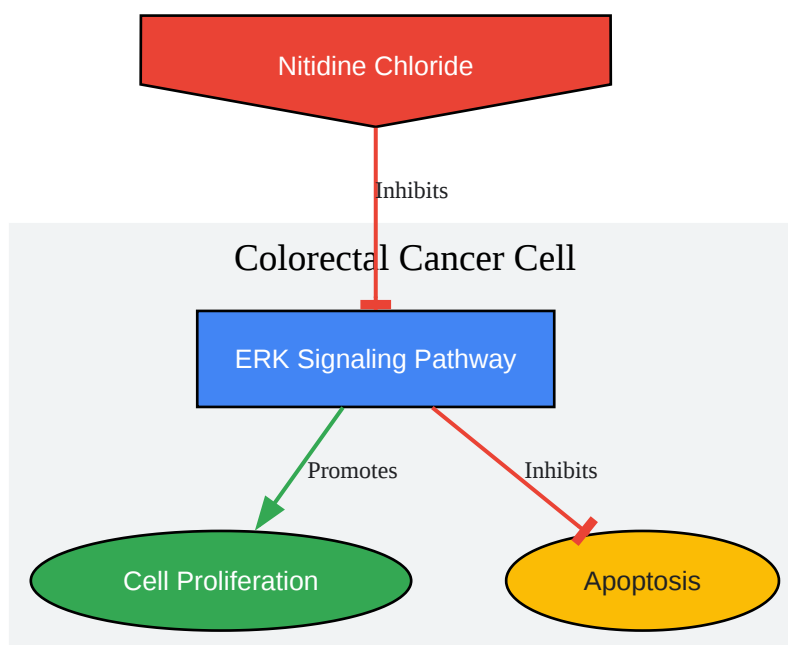 Nitidine Chloride
Inhibits
Colorectal Cancer Cell
ERK Signaling Pathway
Promotes
Inhibits
Cell Proliferation
Apoptosis